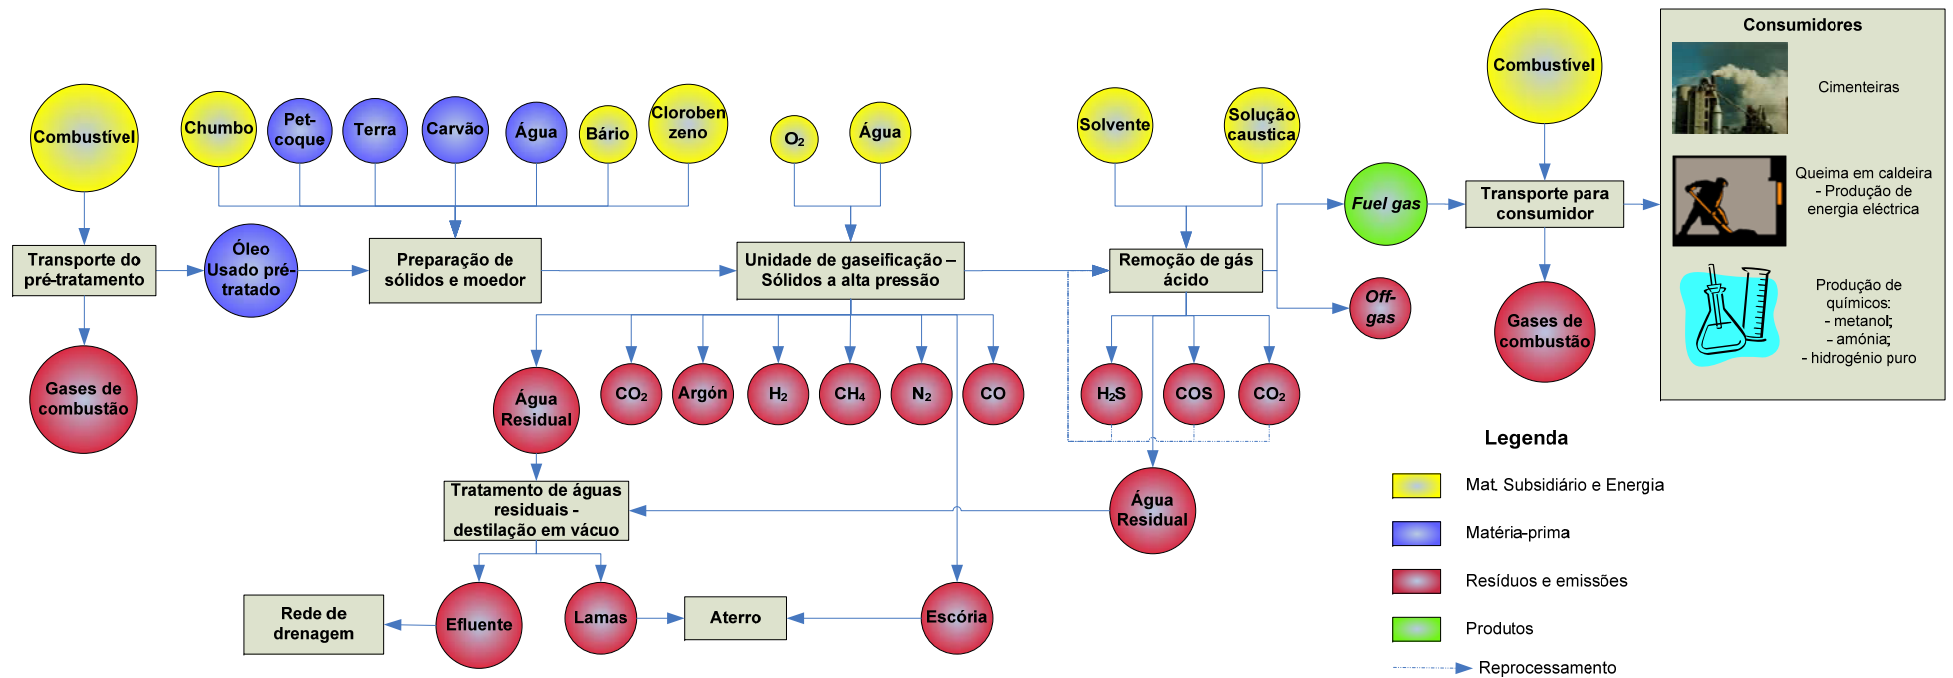 Consumidores
Combustível
Cimenteiras
Combustível
Chumbo
Pet-
coque
Terra
Carvão
Água
Bário
Cloroben
zeno
O₂
Água
Solvente
Solução
caustica
Queima em caldeira
- Produção de
energia eléctrica
Fuel gas
Transporte para
consumidor
Transporte do
pré-tratamento
Óleo
Usado pré-
tratado
Preparação de
sólidos e moedor
Unidade de gaseificação –
Sólidos a alta pressão
Remoção de gás
ácido
Off-
gas
Produção de
químicos:
- metanol;
- amónia;
- hidrogénio puro
Gases de
combustão
Gases de
combustão
Água
Residual
CO₂
Argón
H₂
CH₄
N₂
CO
H₂S
COS
CO₂
Legenda
Mat. Subsidiário e Energia
Matéria-prima
Resíduos e emissões
Produtos
Reprocessamento
Tratamento de águas
residuais -
destilação em vácuo
Água
Residual
Rede de
drenagem
Efluente
Lamas
Aterro
Escória